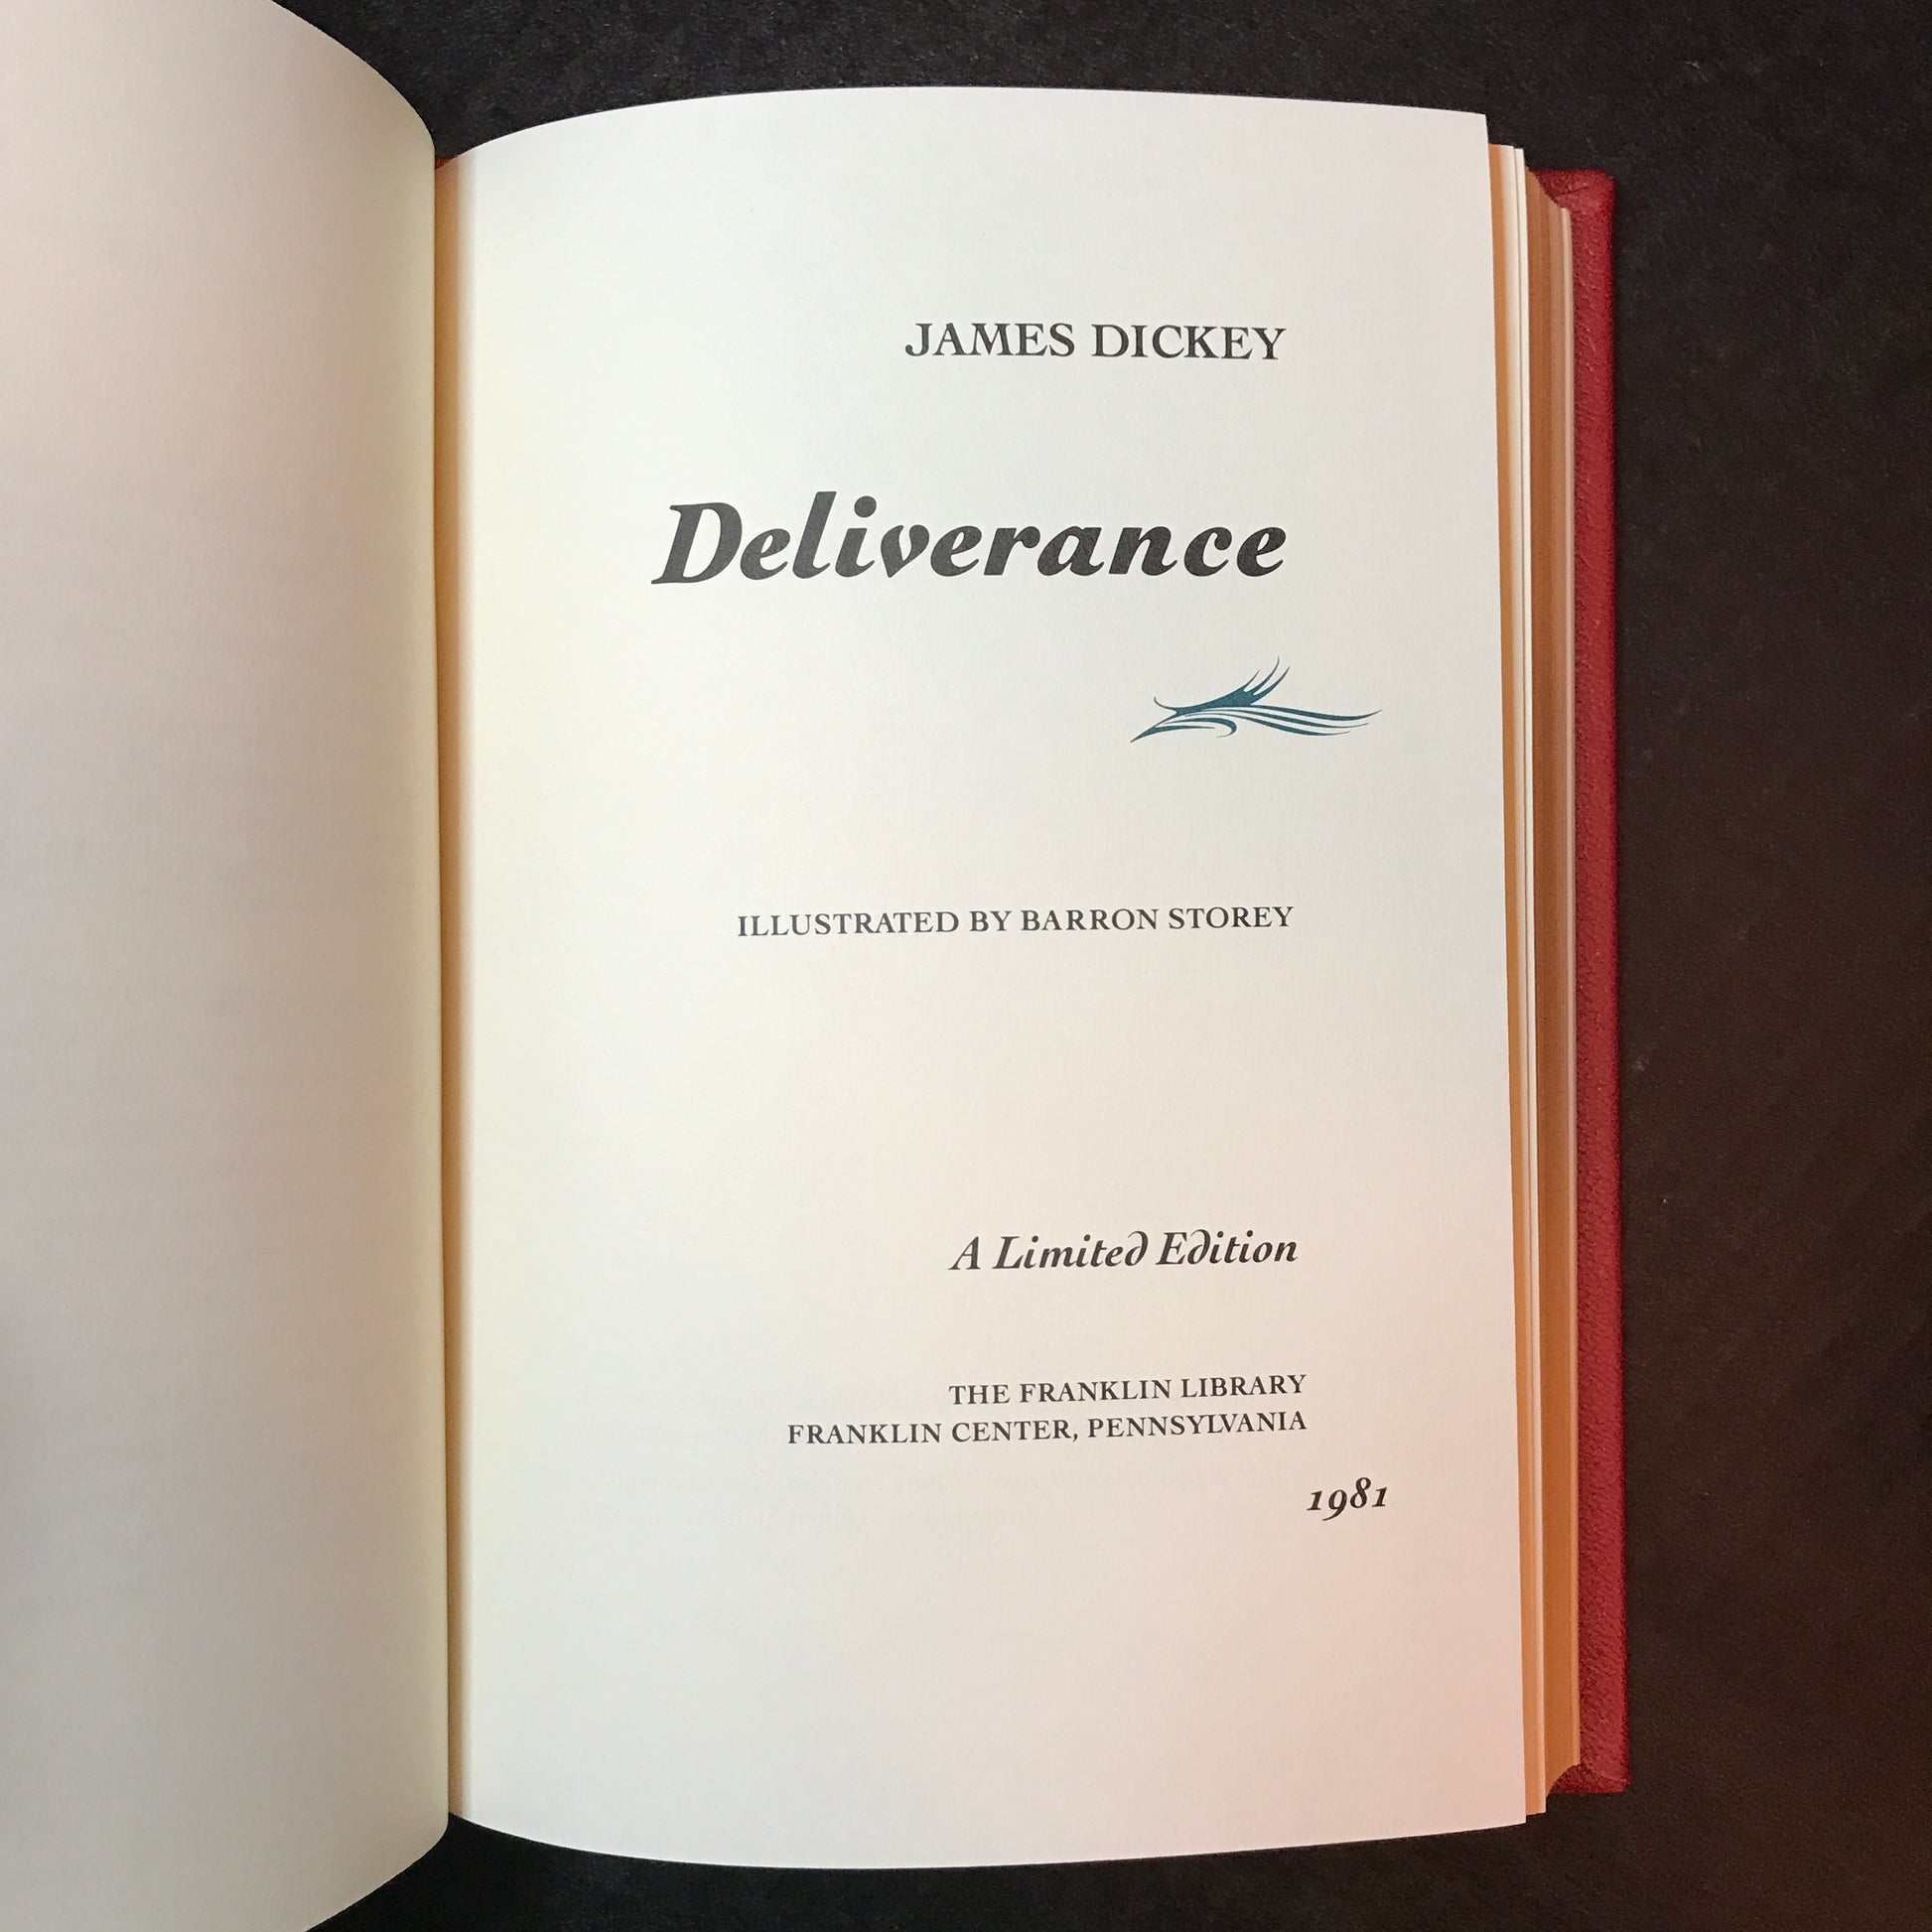 JAMES DICKEY
Deliverance
ILLUSTRATED BY BARRON STOREY
A Limited Edition
THE FRANKLIN LIBRARY
FRANKLIN CENTER, PENNSYLVANIA
1981